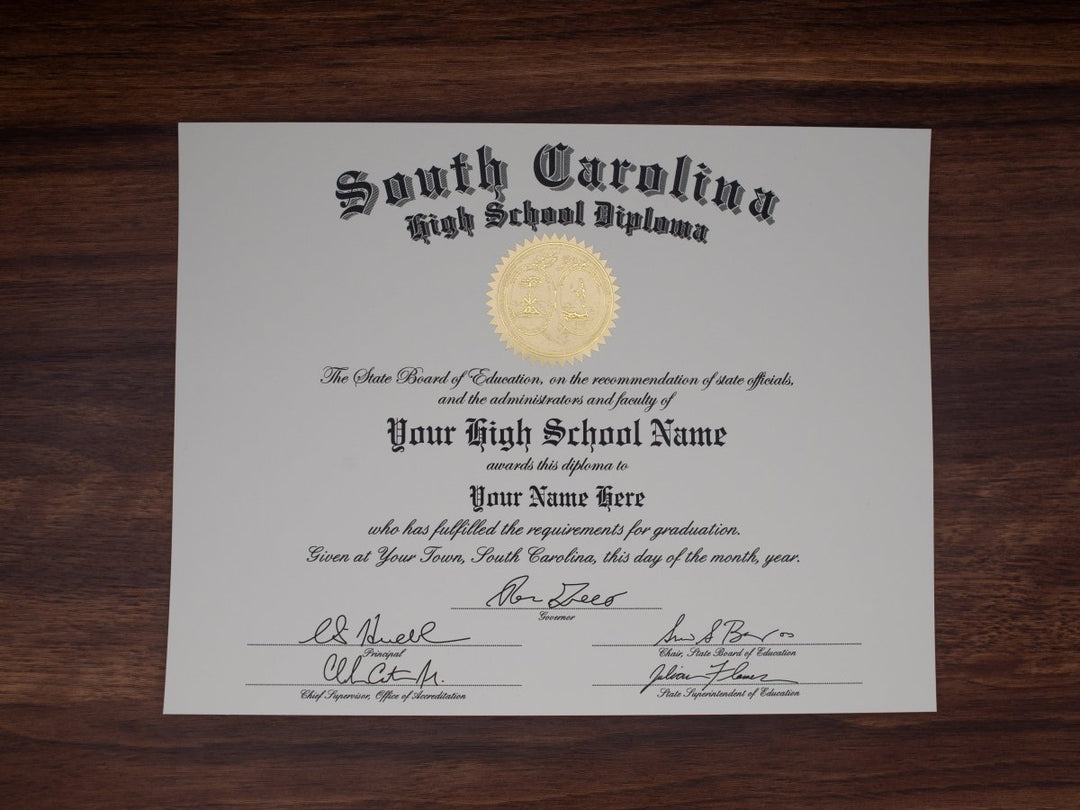 South Carolina
High School Diploma
The State Board of Education, on the recommendation of state officials,
and the administrators and faculty of
Your High School Name
awards this diploma to
Your Name Here
who has fulfilled the requirements for graduation.
Given at Your Town, South Carolina, this day of the month, year.
Governor
Principal
Chair, State Board of Education
Chief Supervisor, Office of Accreditation
State Superintendent of Education